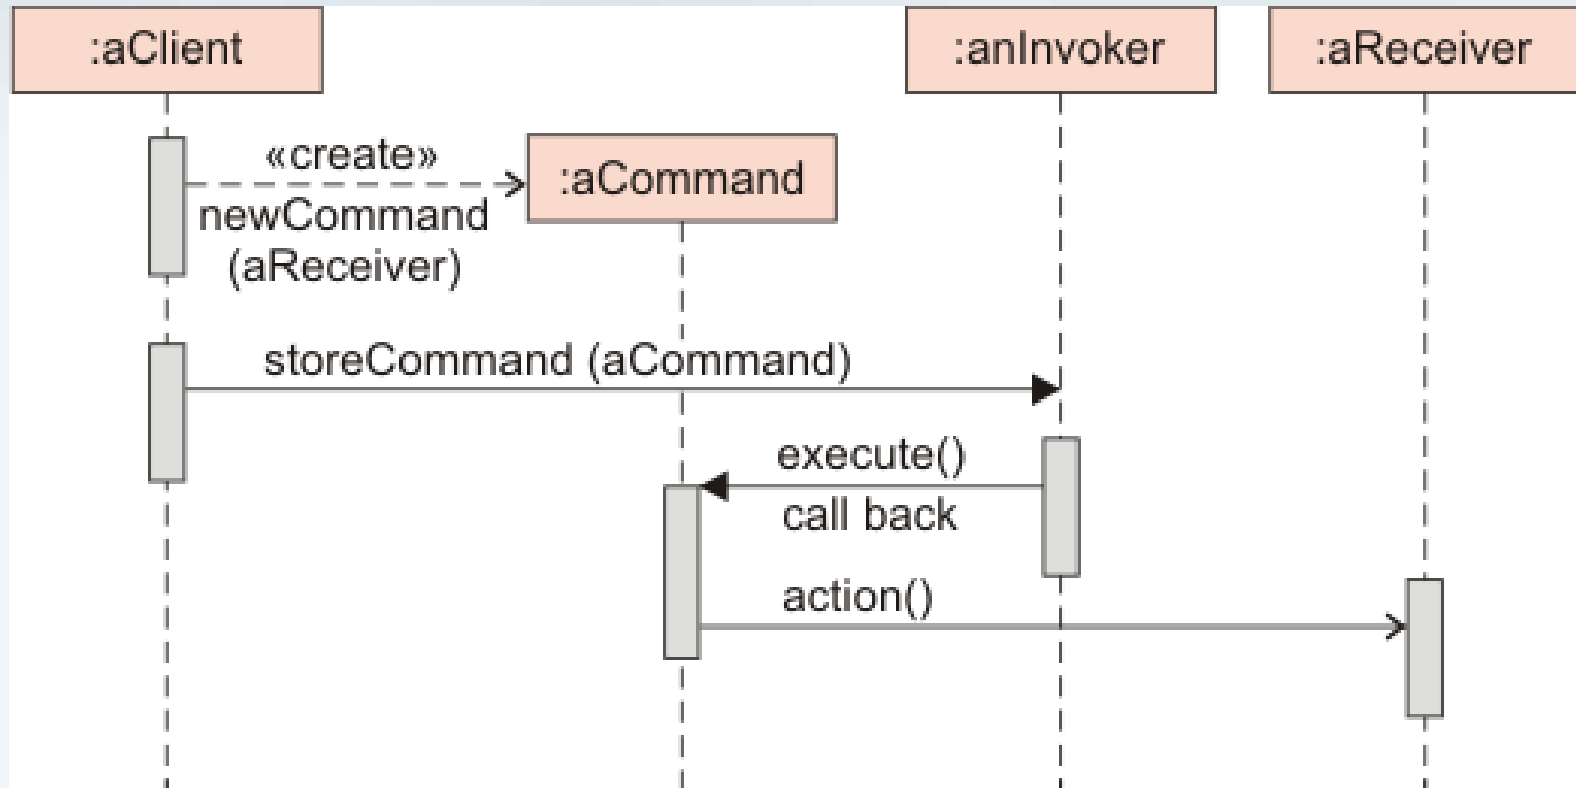 :aClient
:anInvoker
:aReceiver
«create»
:aCommand
newCommand
(aReceiver)
storeCommand (aCommand)
execute()
call back
action()